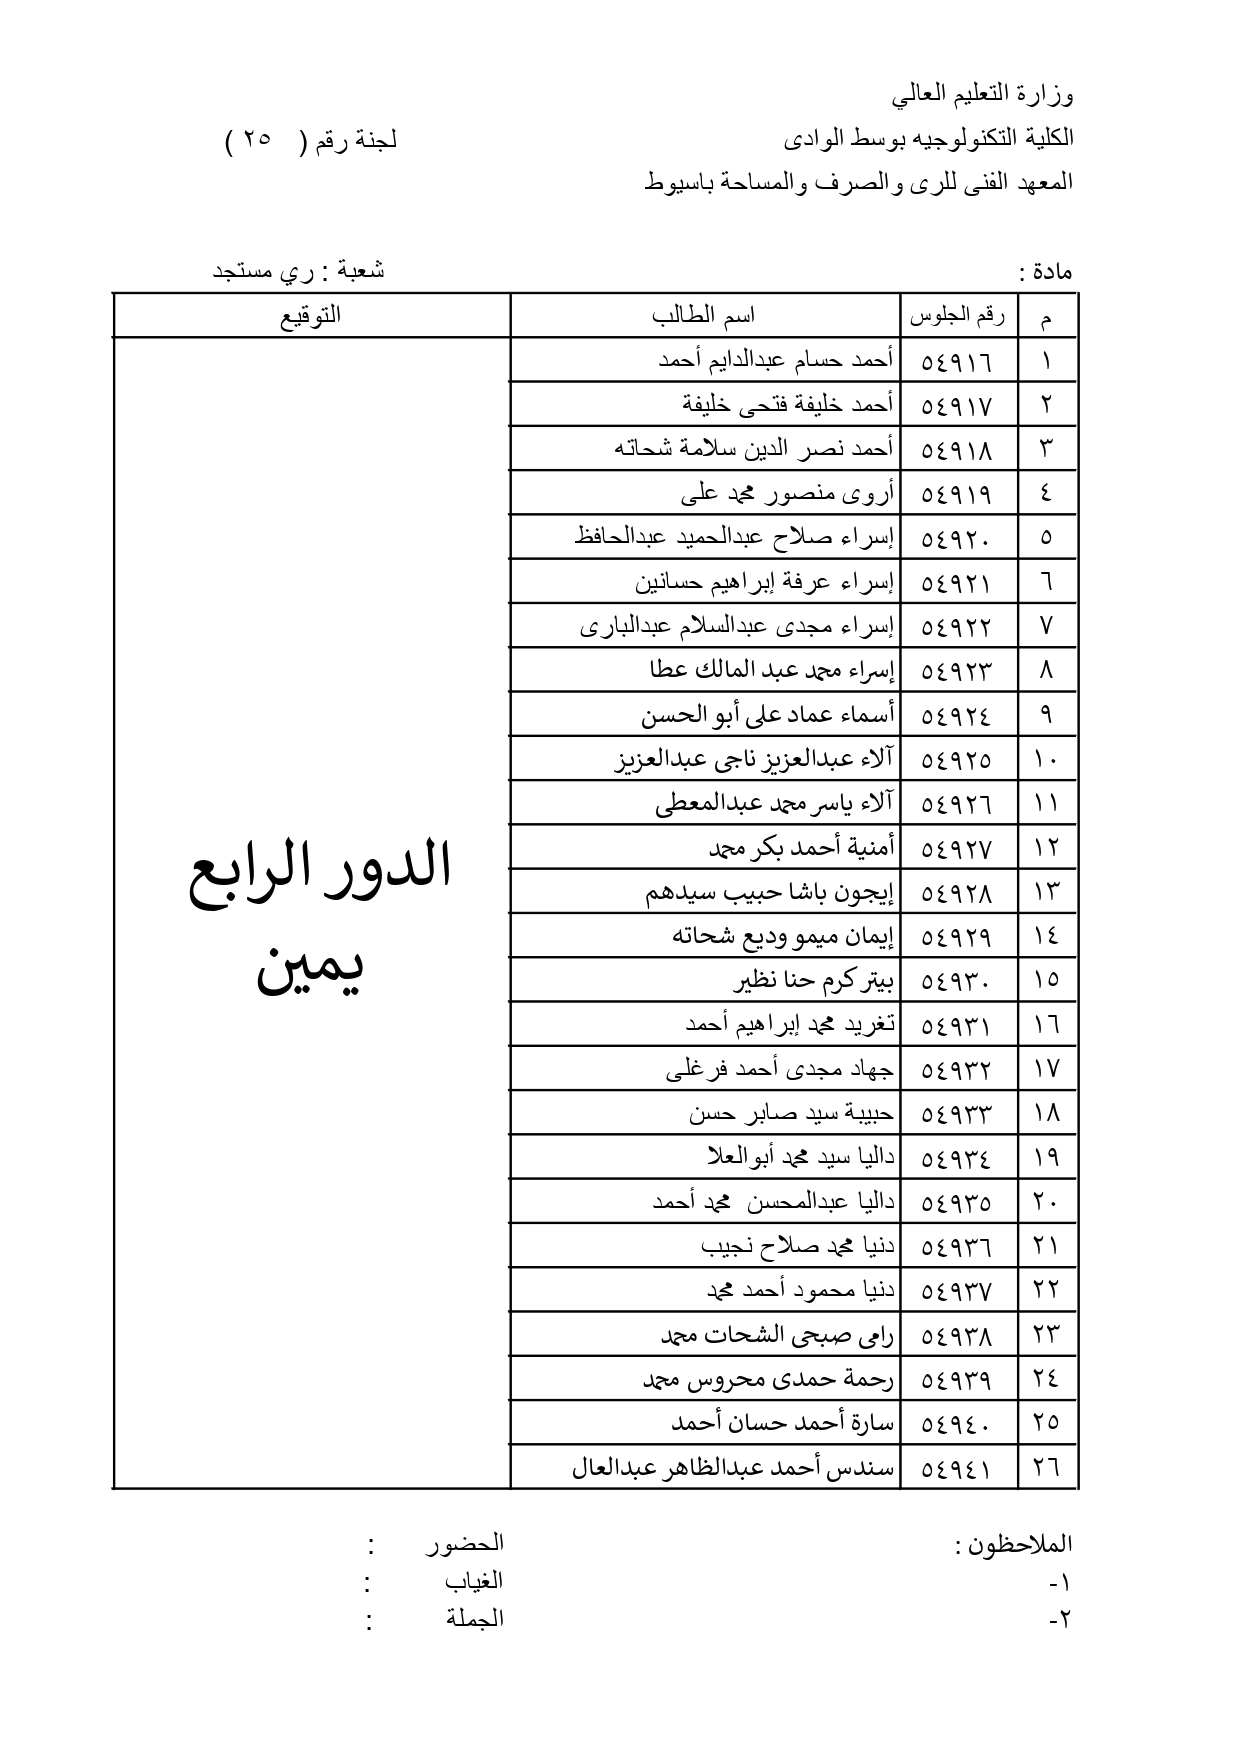 وزارة التعليم العالي
الكلية التكنولوجيه بوسط الوادى
لجنة رقم ( ٢٥ )
المعهد الفنى للرى والصرف والمساحة باسيوط
مادة :
شعبة : ري مستجد
م رقم الجلوس اسم الطالب التوقيع
١ ٥٤٩١٦ أحمد حسام عبدالدايم أحمد
٢ ٥٤٩١٧ أحمد خليفة فتحى خليفة
٣ ٥٤٩١٨ أحمد نصر الدين سلامة شحاته
٤ ٥٤٩١٩ أروى منصور محمد على
٥ ٥٤٩٢٠ إسراء صلاح عبدالحميد عبدالحافظ
٦ ٥٤٩٢١ إسراء عرفة إبراهيم حسانين
٧ ٥٤٩٢٢ إسراء مجدى عبدالسلام عبدالبارى
٨ ٥٤٩٢٣ إسراء محمد عبد المالك عطا
٩ ٥٤٩٢٤ أسماء عماد على أبو الحسن
١٠ ٥٤٩٢٥ آلاء عبدالعزيز ناجى عبدالعزيز
١١ ٥٤٩٢٦ آلاء ياسر محمد عبدالمعطى
١٢ ٥٤٩٢٧ أمنية أحمد بكر محمد
١٣ ٥٤٩٢٨ إيجون باشا حبيب سيدهم
١٤ ٥٤٩٢٩ إيمان ميمو وديع شحاته
١٥ ٥٤٩٣٠ بيتر كرم حنا نظير
١٦ ٥٤٩٣١ تغريد محمد إبراهيم أحمد
١٧ ٥٤٩٣٢ جهاد مجدى أحمد فرغلى
١٨ ٥٤٩٣٣ حبيبة سيد صابر حسن
١٩ ٥٤٩٣٤ داليا سيد محمد أبوالعلا
٢٠ ٥٤٩٣٥ داليا عبدالمحسن محمد أحمد
٢١ ٥٤٩٣٦ دنيا محمد صلاح نجيب
٢٢ ٥٤٩٣٧ دنيا محمود أحمد محمد
٢٣ ٥٤٩٣٨ رامى صبحى الشحات محمد
٢٤ ٥٤٩٣٩ رحمة حمدى محروس محمد
٢٥ ٥٤٩٤٠ سارة أحمد حسان أحمد
٢٦ ٥٤٩٤١ سندس أحمد عبدالظاهر عبدالعال
الدور الرابع
يمين
الملاحظون :
١-
٢-
الحضور :
الغياب :
الجملة :